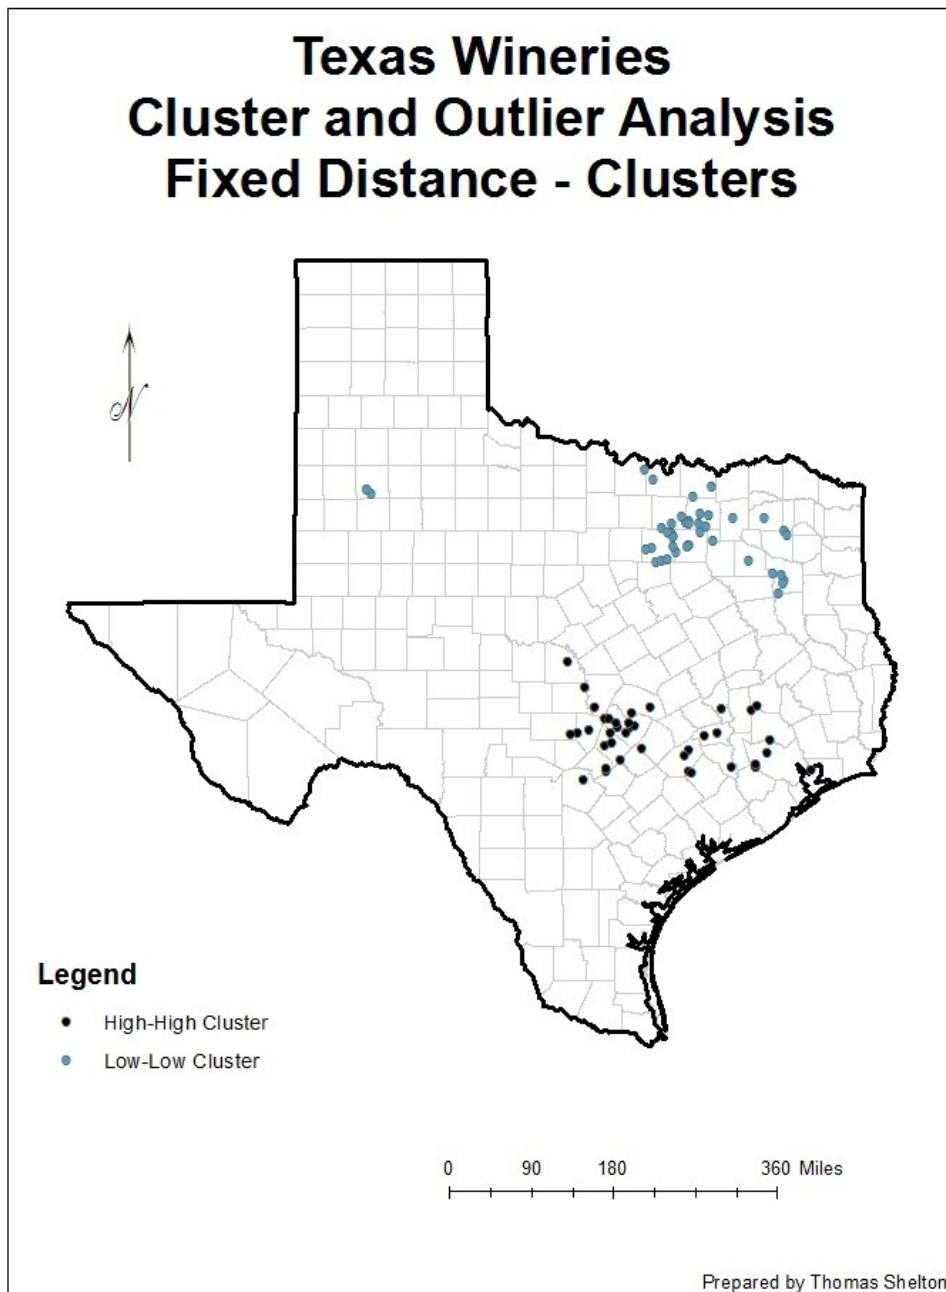 Texas Wineries
Cluster and Outlier Analysis
Fixed Distance - Clusters
N
Legend
High-High Cluster
Low-Low Cluster
0 90 180 360 Miles
Prepared by Thomas Shelton